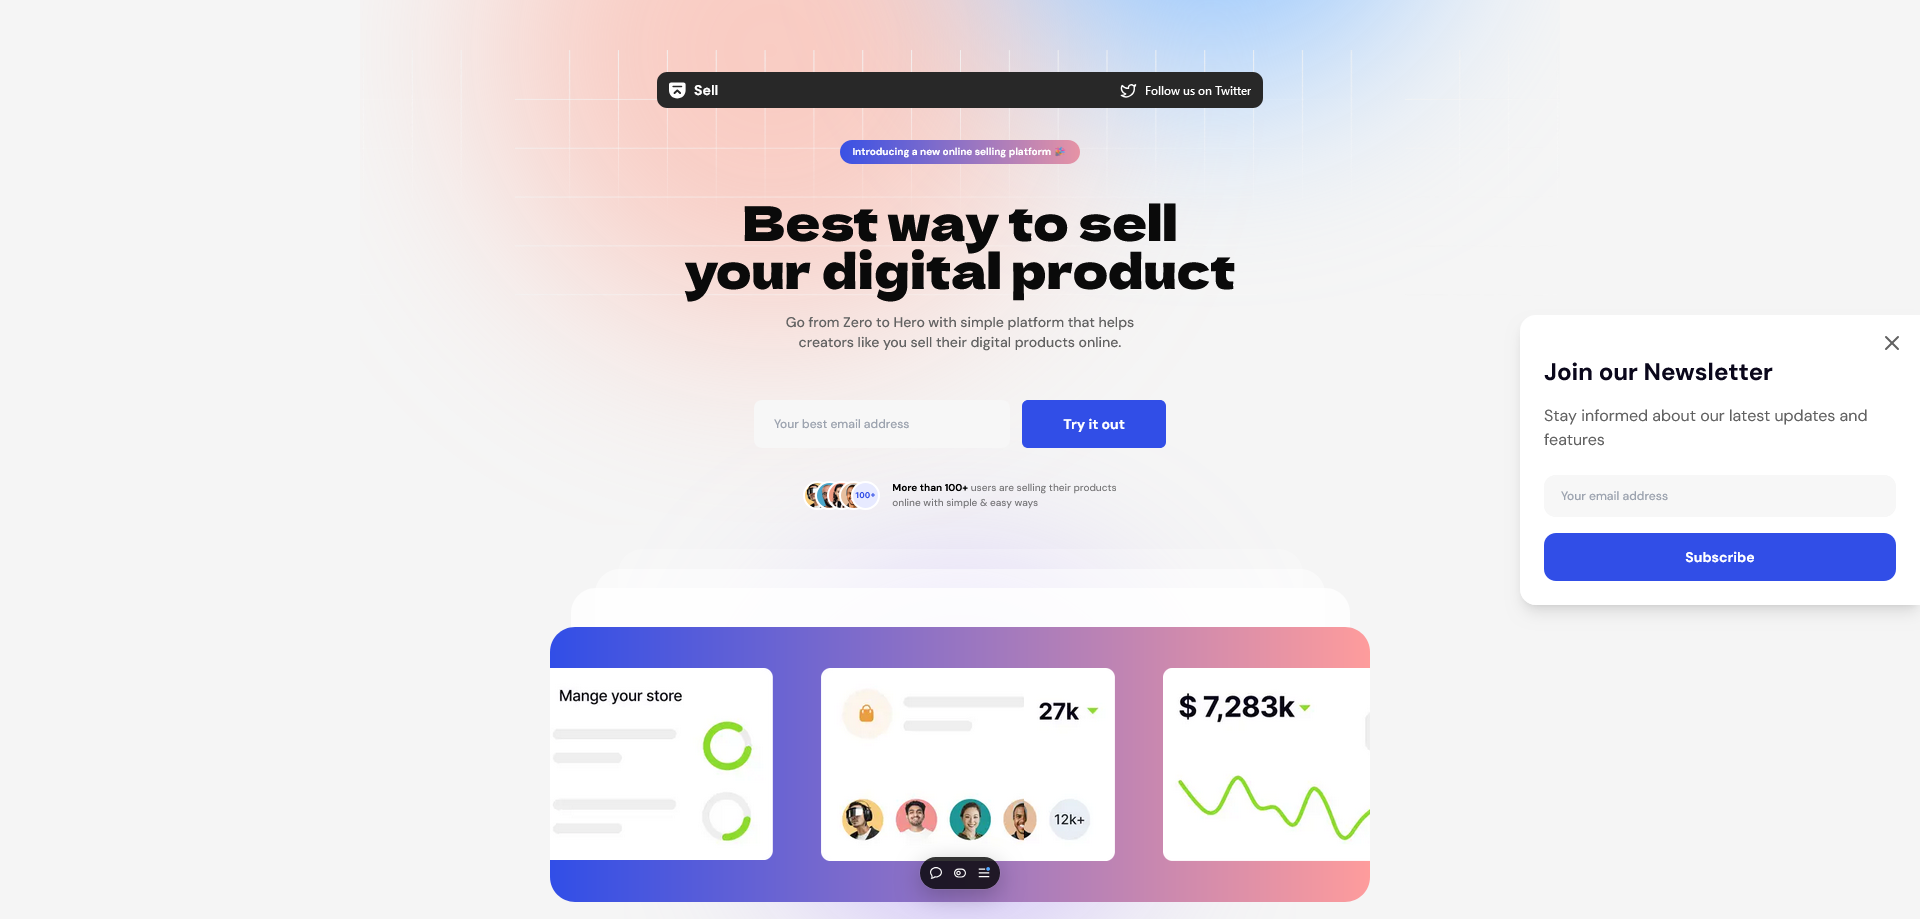 Sell
Follow us on Twitter
Introducing a new online selling platform 🎉
Best way to sell
your digital product
Go from Zero to Hero with simple platform that helps
creators like you sell their digital products online.
Your best email address
Try it out
100+
More than 100+ users are selling their products
online with simple & easy ways
Join our Newsletter
Stay informed about our latest updates and
features
Your email address
Subscribe
Mange your store
27k
12k+
$ 7,283k